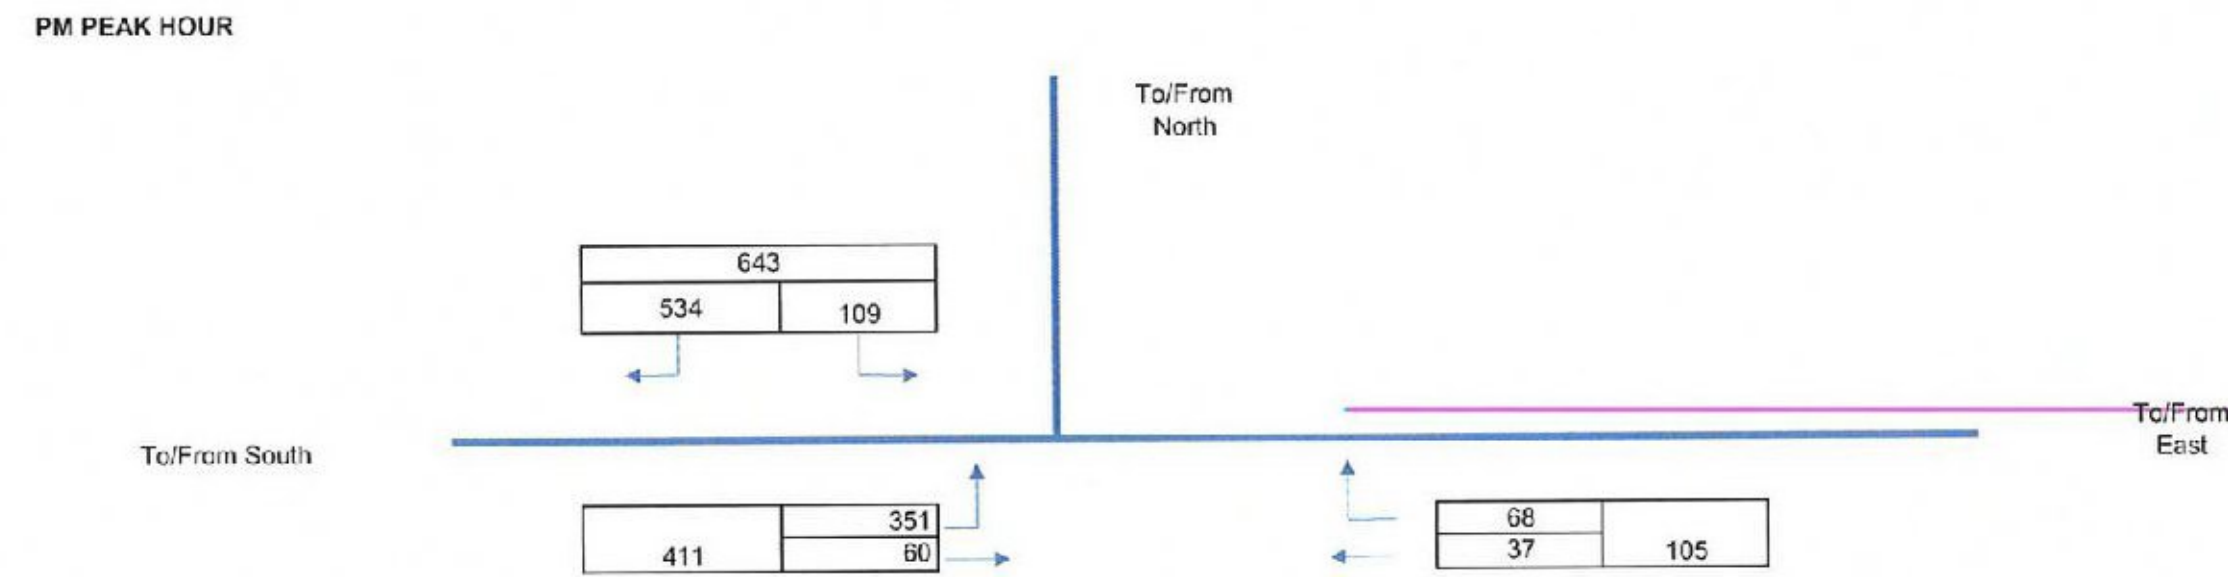 PM PEAK HOUR
To/From
North
643
534 109
To/From
East
To/From South
351
411 60
68
37 105